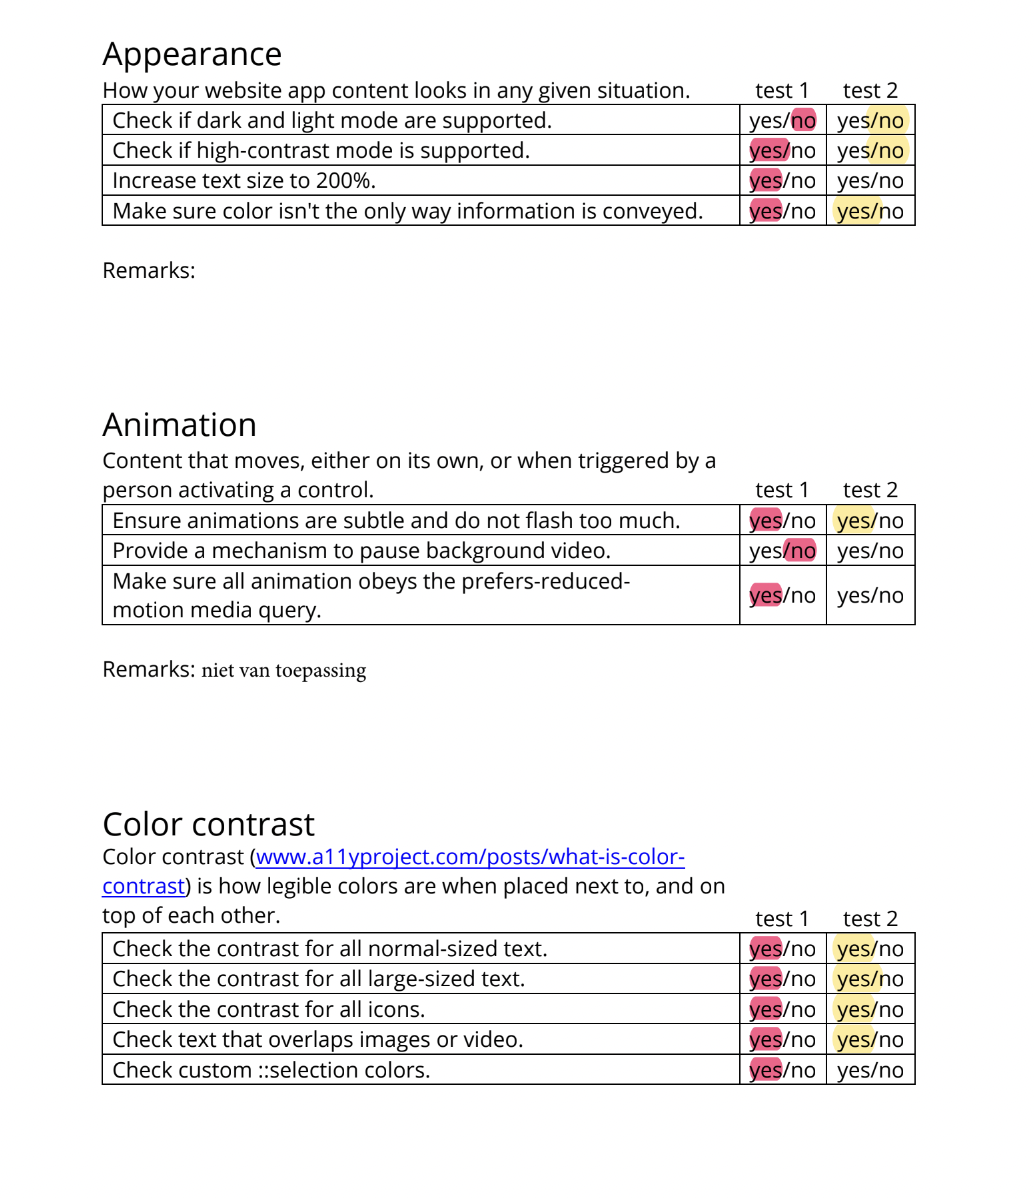 Appearance
How your website app content looks in any given situation. test 1 test 2
Check if dark and light mode are supported. yes/no yes/no
Check if high-contrast mode is supported. yes/no yes/no
Increase text size to 200%. yes/no yes/no
Make sure color isn't the only way information is conveyed. yes/no yes/no
Remarks:
Animation
Content that moves, either on its own, or when triggered by a
person activating a control. test 1 test 2
Ensure animations are subtle and do not flash too much. yes/no yes/no
Provide a mechanism to pause background video. yes/no yes/no
Make sure all animation obeys the prefers-reduced-
motion media query. yes/no yes/no
Remarks: niet van toepassing
Color contrast
Color contrast (www.a11yproject.com/posts/what-is-color-
contrast) is how legible colors are when placed next to, and on
top of each other. test 1 test 2
Check the contrast for all normal-sized text. yes/no yes/no
Check the contrast for all large-sized text. yes/no yes/no
Check the contrast for all icons. yes/no yes/no
Check text that overlaps images or video. yes/no yes/no
Check custom ::selection colors. yes/no yes/no